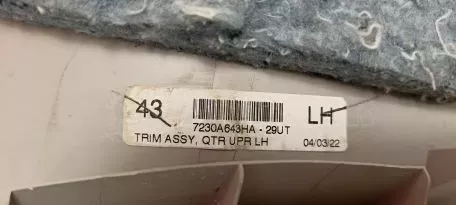 43 LH
7230A643HA - 29UT
TRIM ASSY, QTR UPR LH 04/03/22